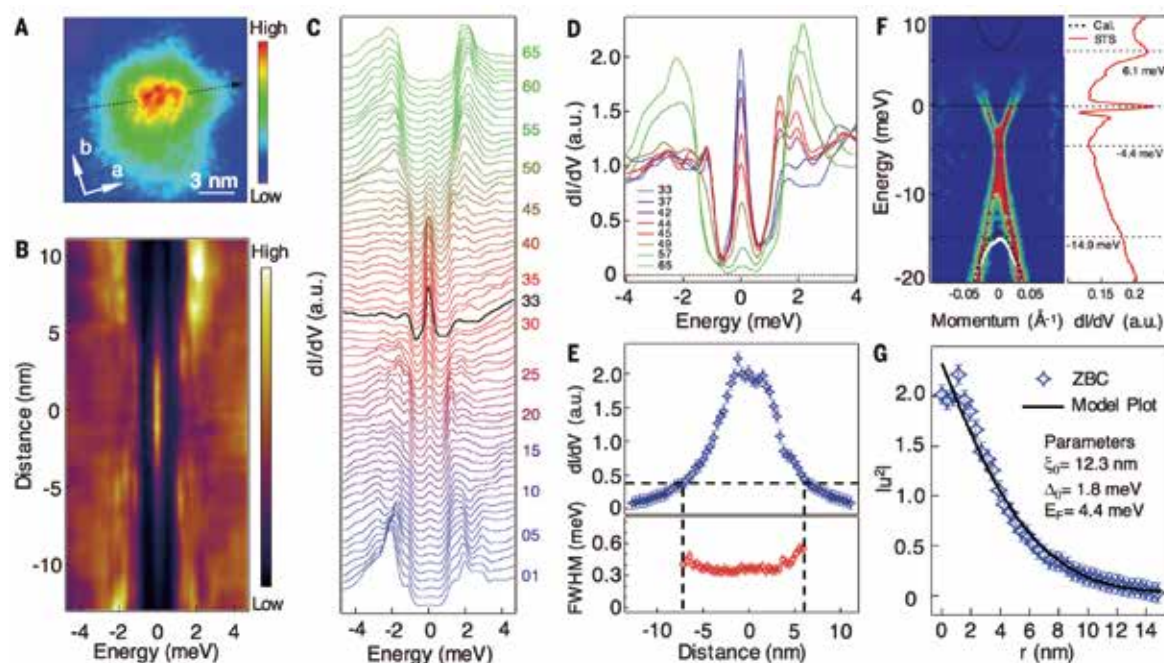 A
High
b
a
3 nm
Low
B
High
10
5
0
-5
-10
Distance (nm)
Low
-4 -2 0 2 4
Energy (meV)
C
65
60
55
50
45
40
35
33
30
25
20
15
10
05
01
dI/dV (a.u.)
-4 -2 0 2 4
Energy (meV)
D
2.0
1.5
1.0
0.5
0
dI/dV (a.u.)
33
37
42
44
45
49
57
65
-4 -2 0 2 4
Energy (meV)
E
2.0
1.5
1.0
0.5
0
dI/dV (a.u.)
0.6
0.3
0
FWHM (meV)
-10 -5 0 5 10
Distance (nm)
F
10
0
-10
-20
Energy (meV)
Cal.
STS
6.1 meV
-4.4 meV
-14.9 meV
-0.05 0 0.05
0.15 0.2
Momentum (Å⁻¹) dI/dV (a.u.)
G
2.0
1.5
1.0
0.5
0
|u²|
ZBC
Model Plot
Parameters
ξ₀= 12.3 nm
Δ₀= 1.8 meV
E_F= 4.4 meV
0 2 4 6 8 10 12 14
r (nm)